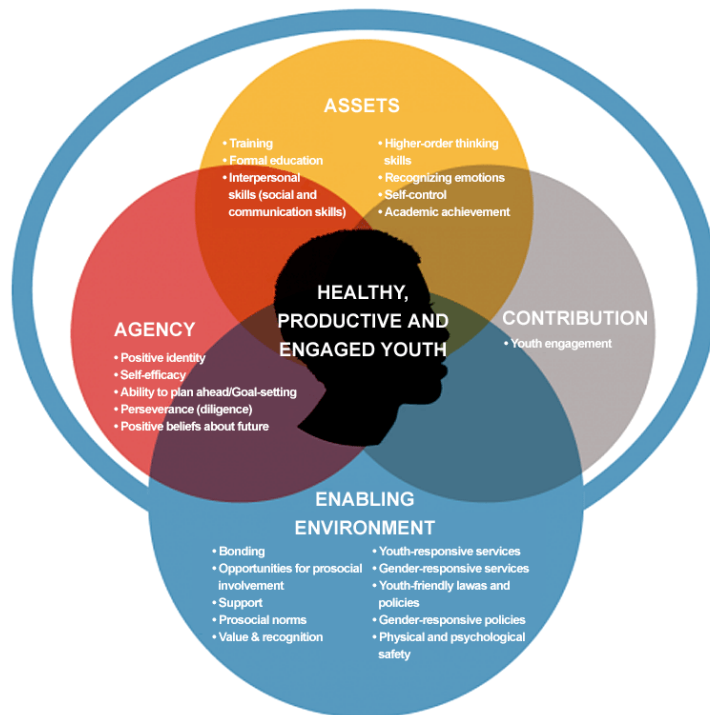 ASSETS
• Training
• Formal education
• Interpersonal
skills (social and
communication skills)
• Higher-order thinking
skills
• Recognizing emotions
• Self-control
• Academic achievement
HEALTHY,
PRODUCTIVE AND
ENGAGED YOUTH
AGENCY
• Positive identity
• Self-efficacy
• Ability to plan ahead/Goal-setting
• Perseverance (diligence)
• Positive beliefs about future
CONTRIBUTION
• Youth engagement
ENABLING
ENVIRONMENT
• Bonding
• Opportunities for prosocial
involvement
• Support
• Prosocial norms
• Value & recognition
• Youth-responsive services
• Gender-responsive services
• Youth-friendly lawas and
policies
• Gender-responsive policies
• Physical and psychological
safety